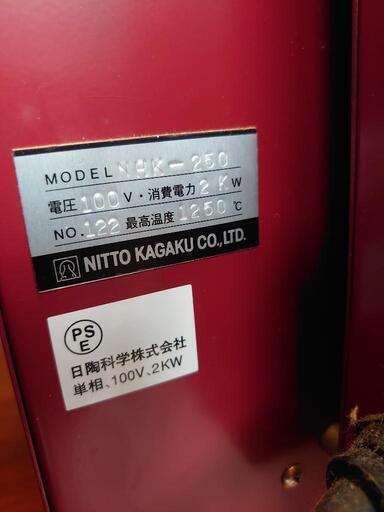 MODEL NHK-250
電圧 100 V・消費電力 2 KW
NO. 122 最高温度 1250 ℃
NITTO KAGAKU CO., LTD.
PS
E
日陶科学株式会社
単相、100V、2KW